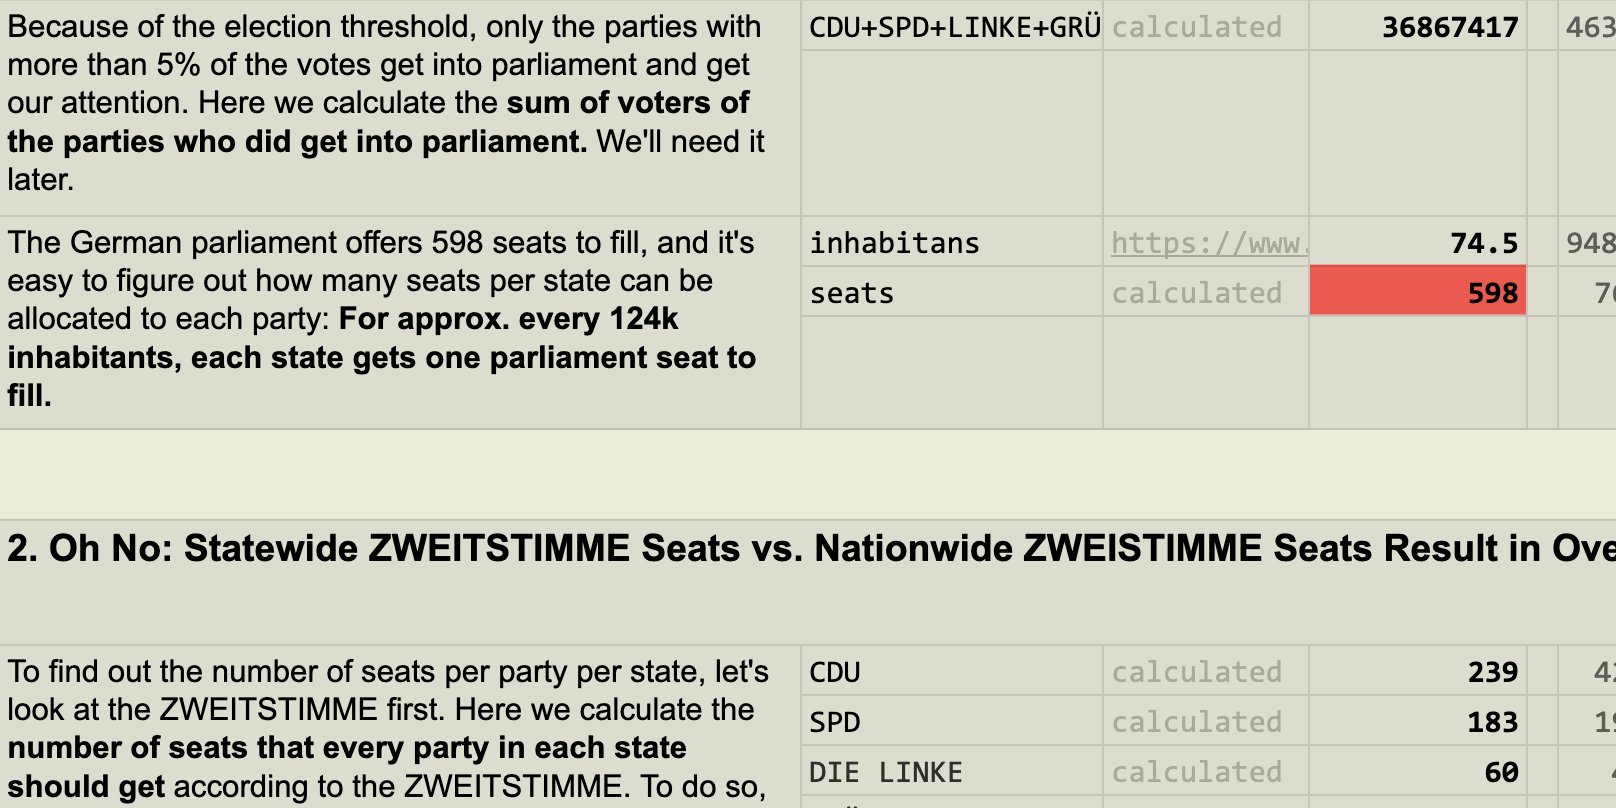 Because of the election threshold, only the parties with
more than 5% of the votes get into parliament and get
our attention. Here we calculate the sum of voters of
the parties who did get into parliament. We'll need it
later.
CDU+SPD+LINKE+GRÜ calculated 36867417 463
The German parliament offers 598 seats to fill, and it's
easy to figure out how many seats per state can be
allocated to each party: For approx. every 124k
inhabitants, each state gets one parliament seat to
fill.
inhabitans https://www. 74.5 948
seats calculated 598 7
2. Oh No: Statewide ZWEITSTIMME Seats vs. Nationwide ZWEISTIMME Seats Result in Ove
To find out the number of seats per party per state, let's
look at the ZWEITSTIMME first. Here we calculate the
number of seats that every party in each state
should get according to the ZWEITSTIMME. To do so,
CDU calculated 239 42
SPD calculated 183 19
DIE LINKE calculated 60